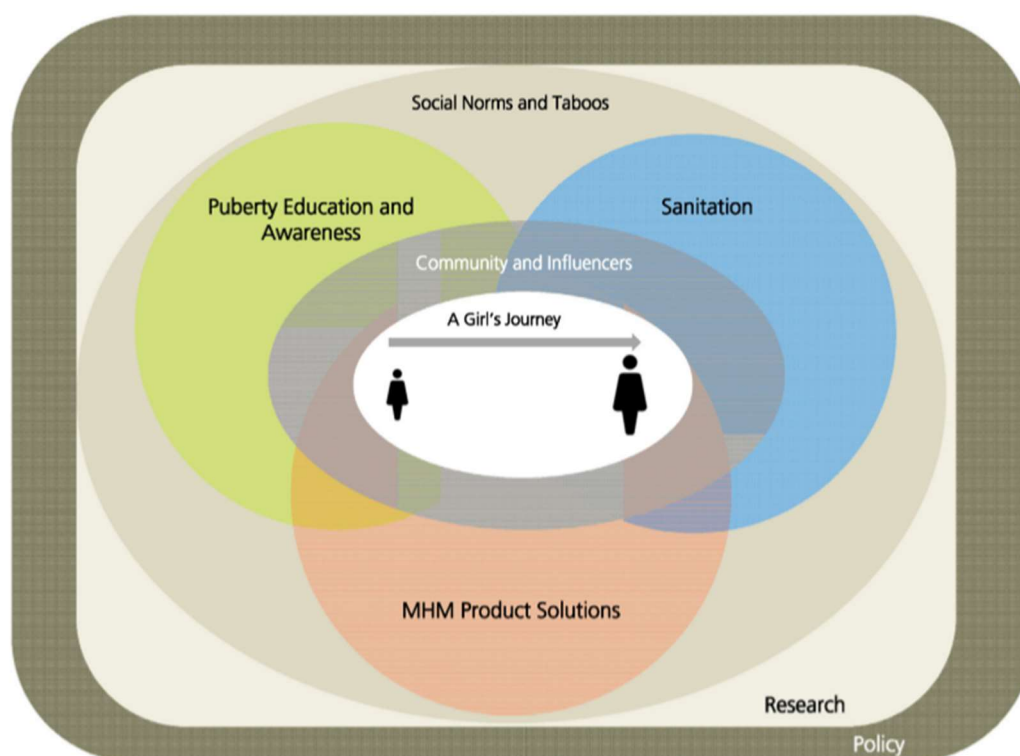 Social Norms and Taboos
Puberty Education and
Awareness
Sanitation
Community and Influencers
A Girl's Journey
MHM Product Solutions
Research
Policy